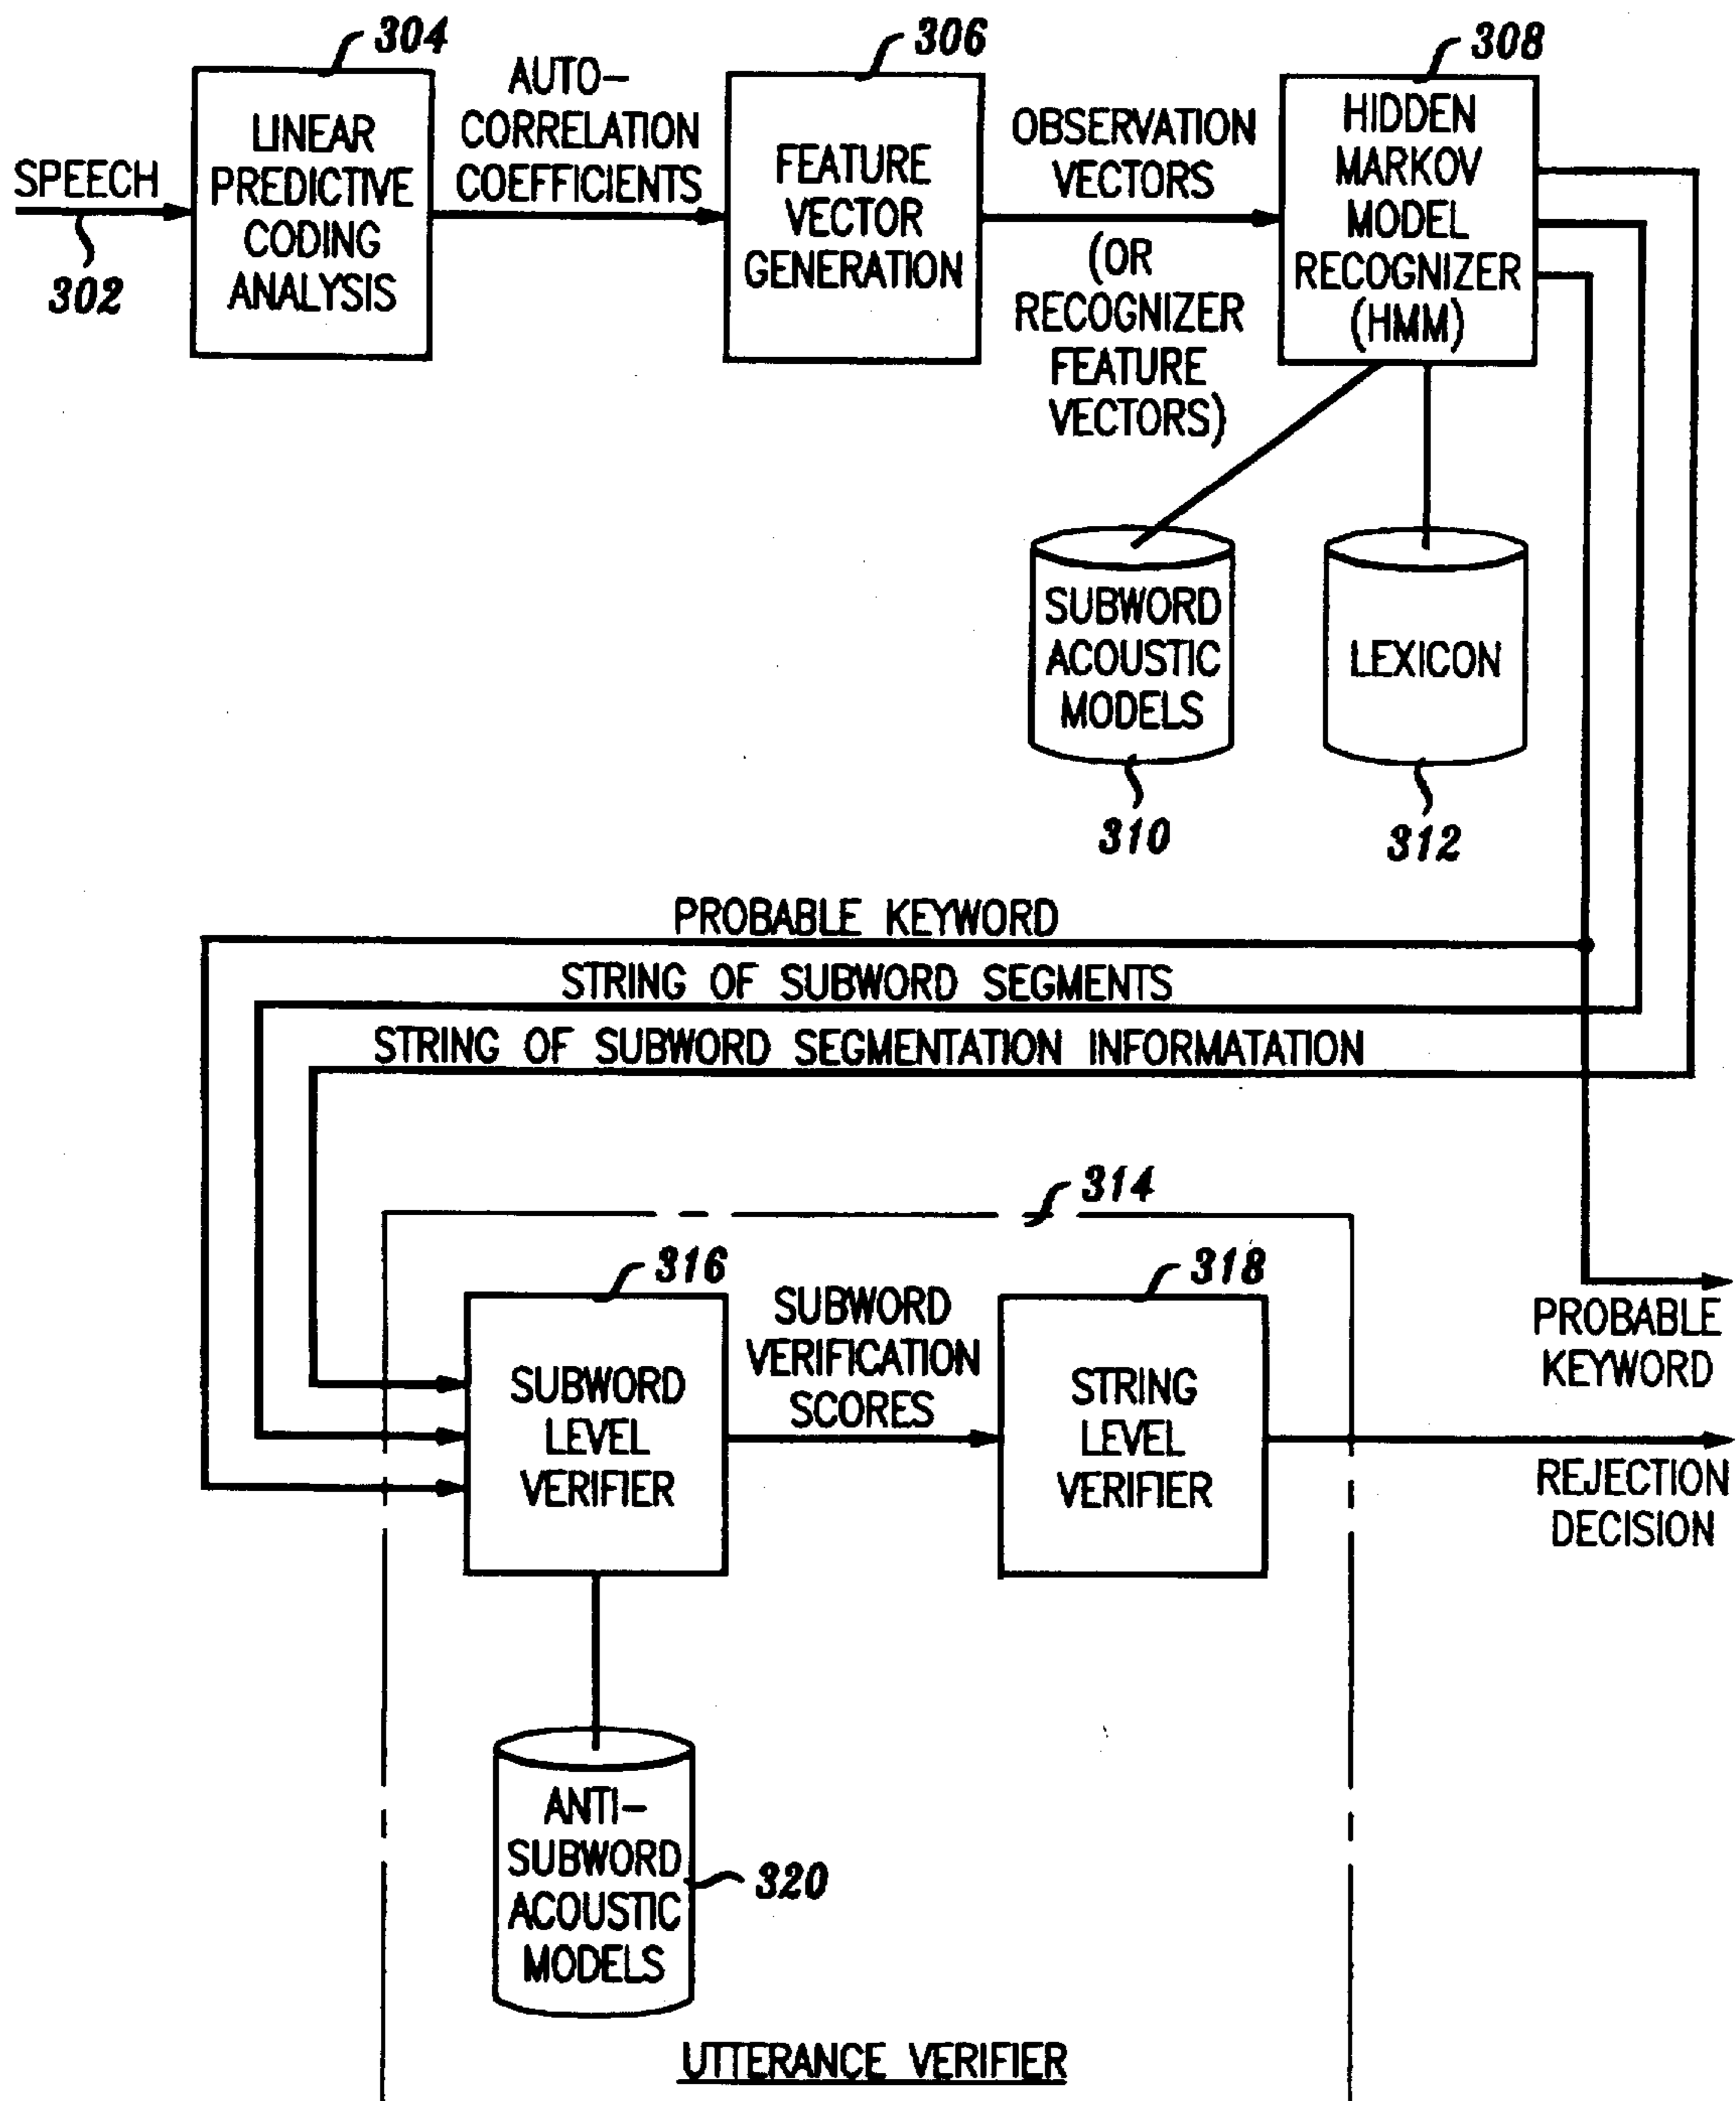 304
306
308
SPEECH
302
LINEAR
PREDICTIVE
CODING
ANALYSIS
AUTO-
CORRELATION
COEFFICIENTS
FEATURE
VECTOR
GENERATION
OBSERVATION
VECTORS
(OR
RECOGNIZER
FEATURE
VECTORS)
HIDDEN
MARKOV
MODEL
RECOGNIZER
(HMM)
SUBWORD
ACOUSTIC
MODELS
310
LEXICON
312
PROBABLE KEYWORD
STRING OF SUBWORD SEGMENTS
STRING OF SUBWORD SEGMENTATION INFORMATATION
314
316
318
SUBWORD
LEVEL
VERIFIER
SUBWORD
VERIFICATION
SCORES
STRING
LEVEL
VERIFIER
PROBABLE
KEYWORD
REJECTION
DECISION
ANTI-
SUBWORD
ACOUSTIC
MODELS
320
UTTERANCE VERIFIER